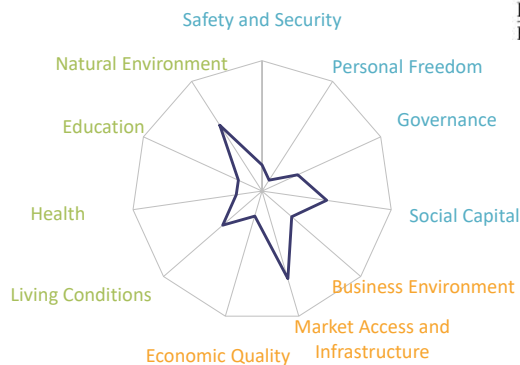 Safety and Security
Natural Environment
Personal Freedom
Education
Governance
Health
Social Capital
Living Conditions
Business Environment
Market Access and
Infrastructure
Economic Quality